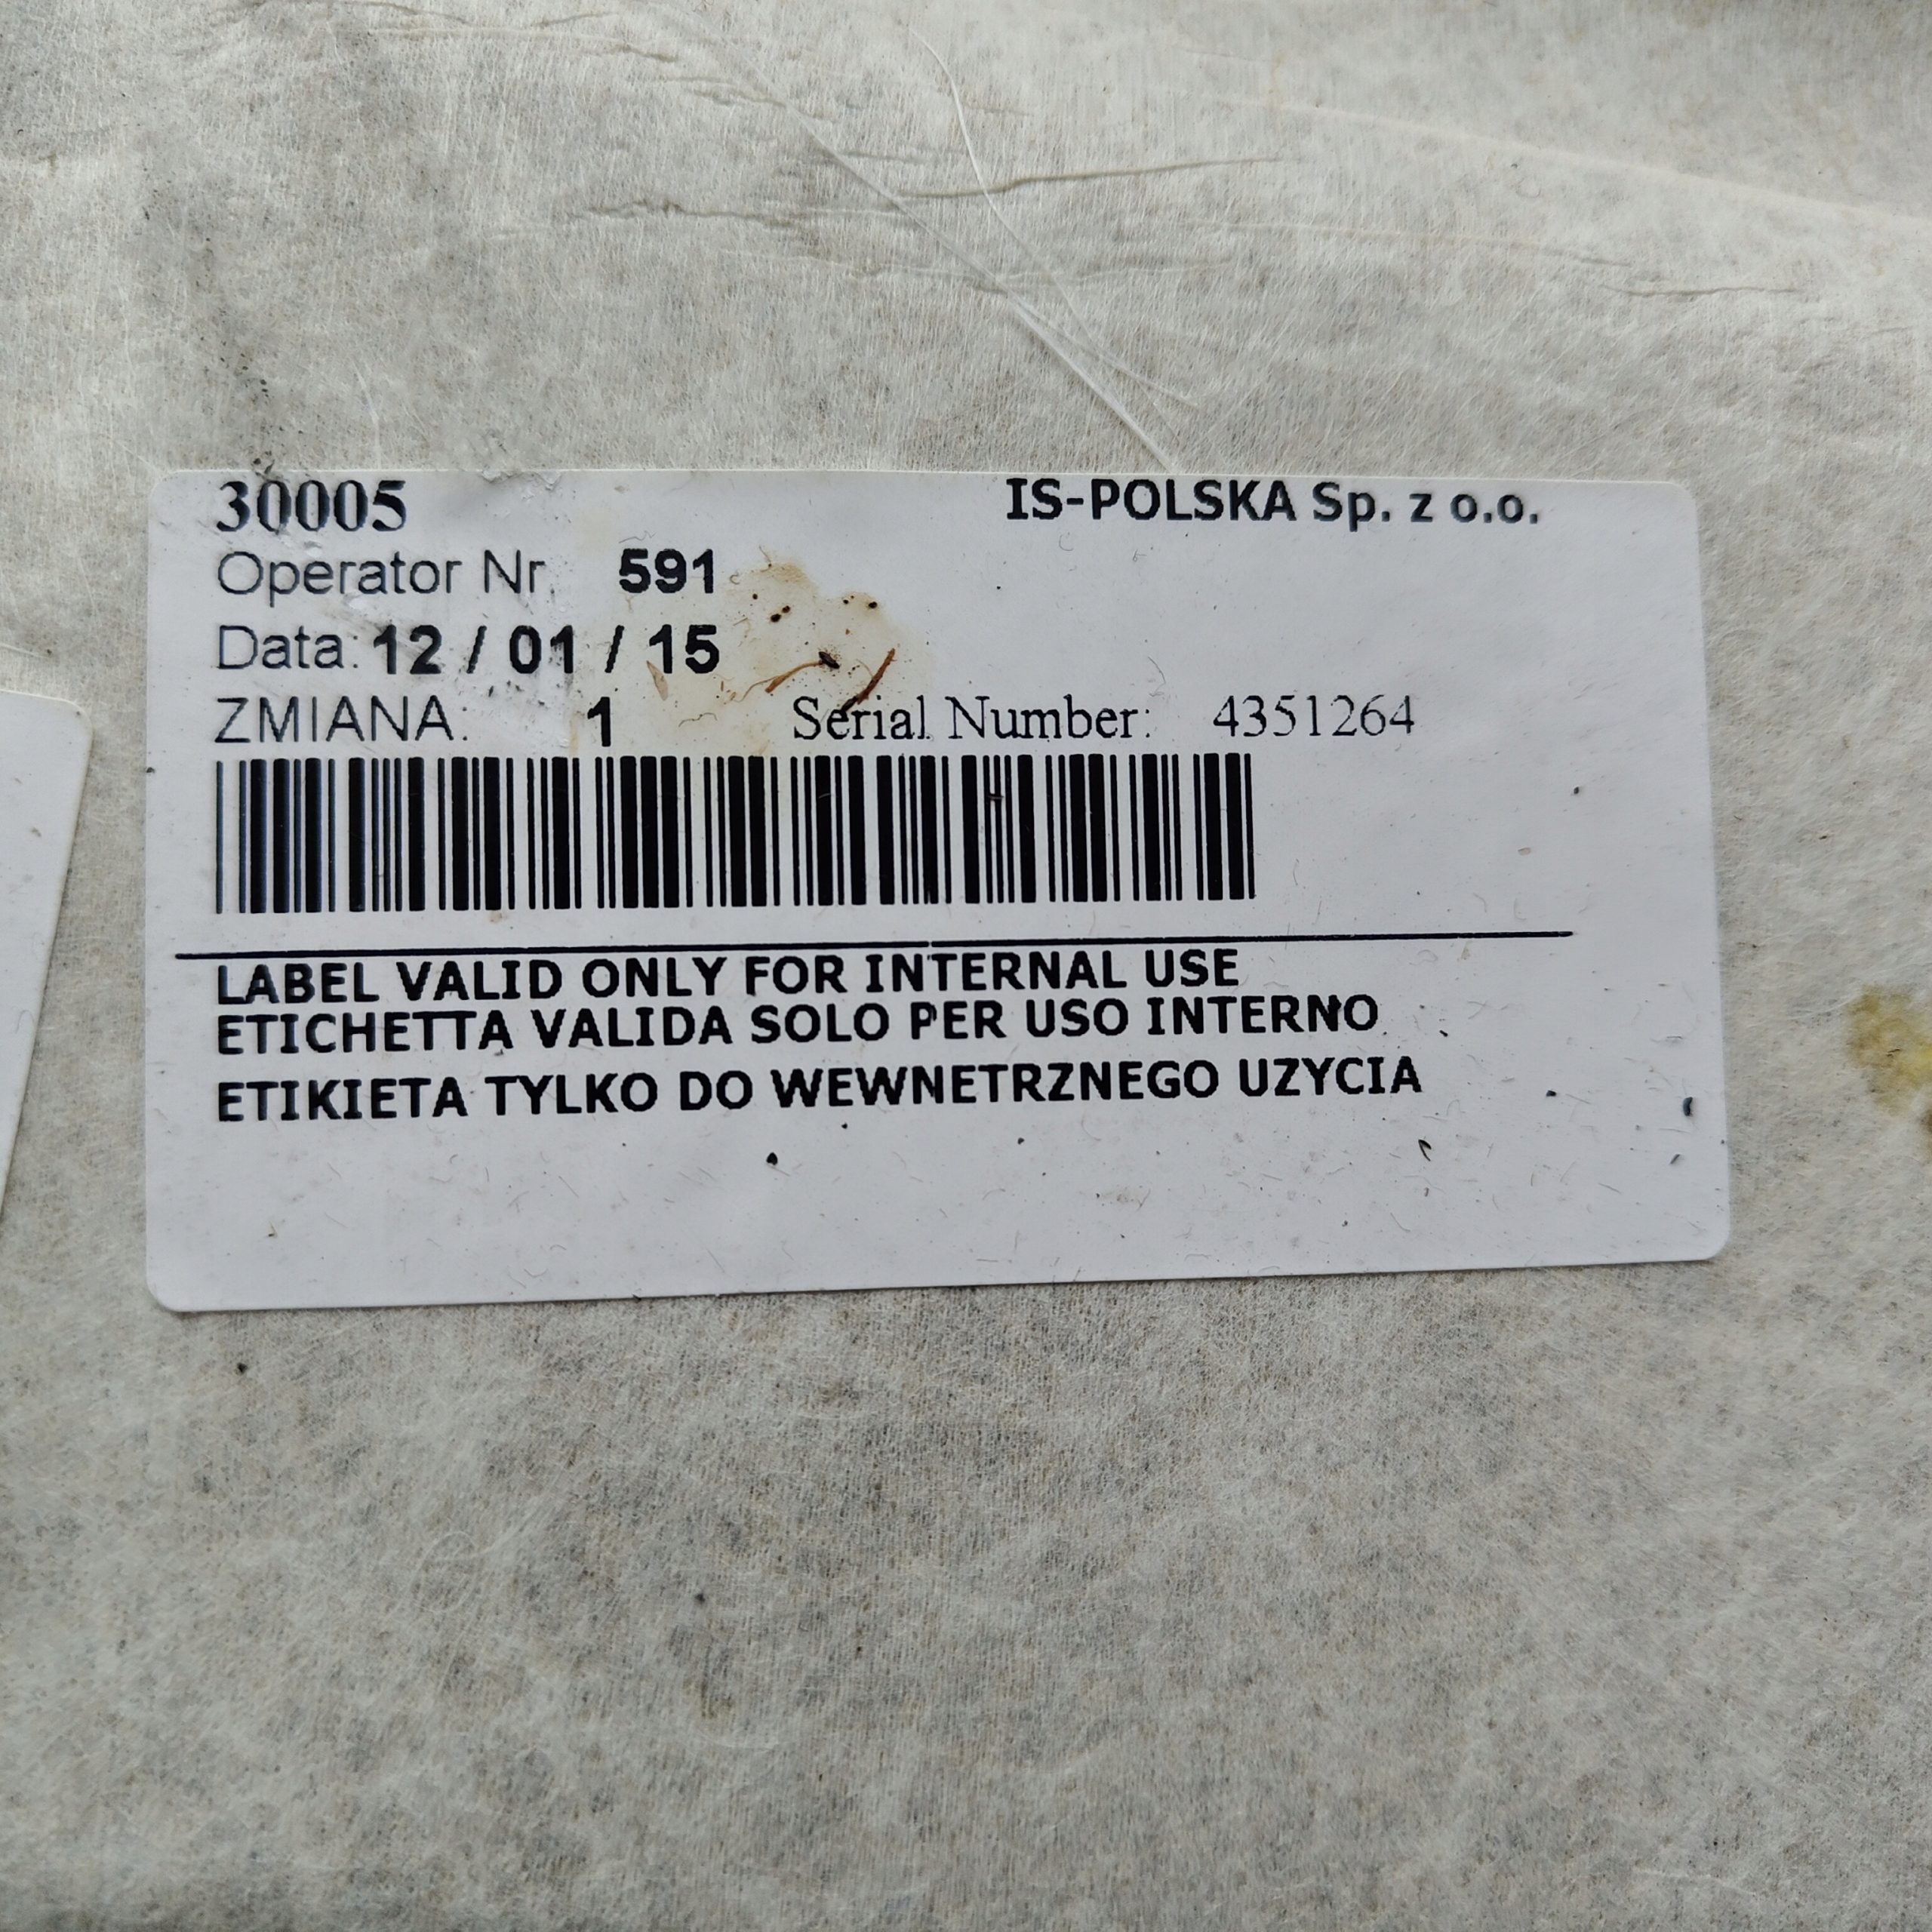 30005 IS-POLSKA Sp. z o.o.
Operator Nr. 591
Data: 12 / 01 / 15
ZMIANA: 1 Serial Number: 4351264
LABEL VALID ONLY FOR INTERNAL USE
ETICHETTA VALIDA SOLO PER USO INTERNO
ETIKIETA TYLKO DO WEWNETRZNEGO UZYCIA